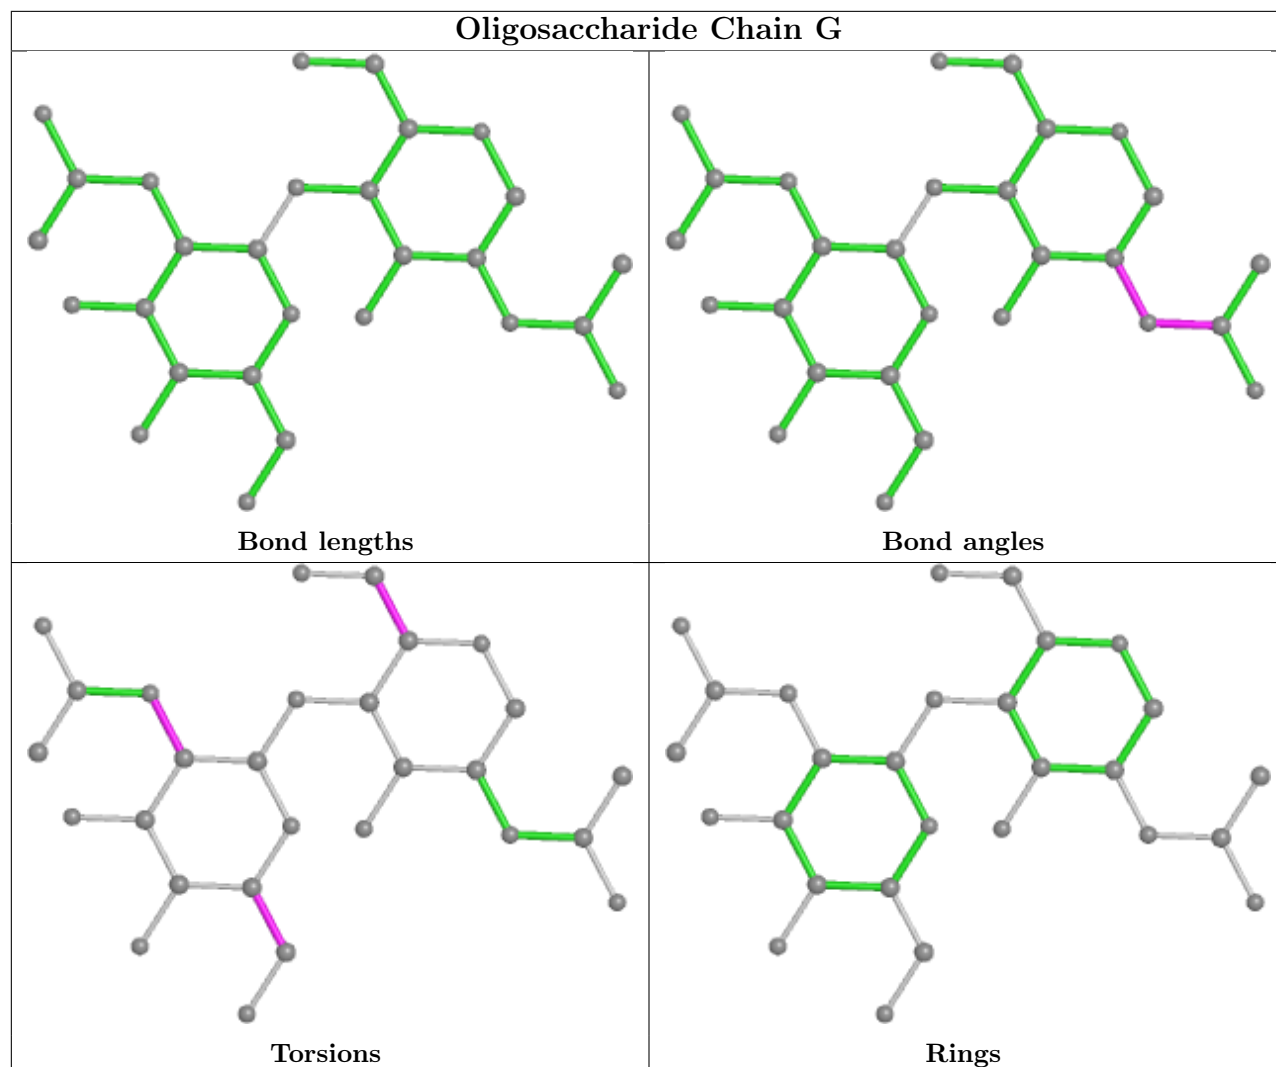 Oligosaccharide Chain G
Bond lengths
Bond angles
Torsions
Rings